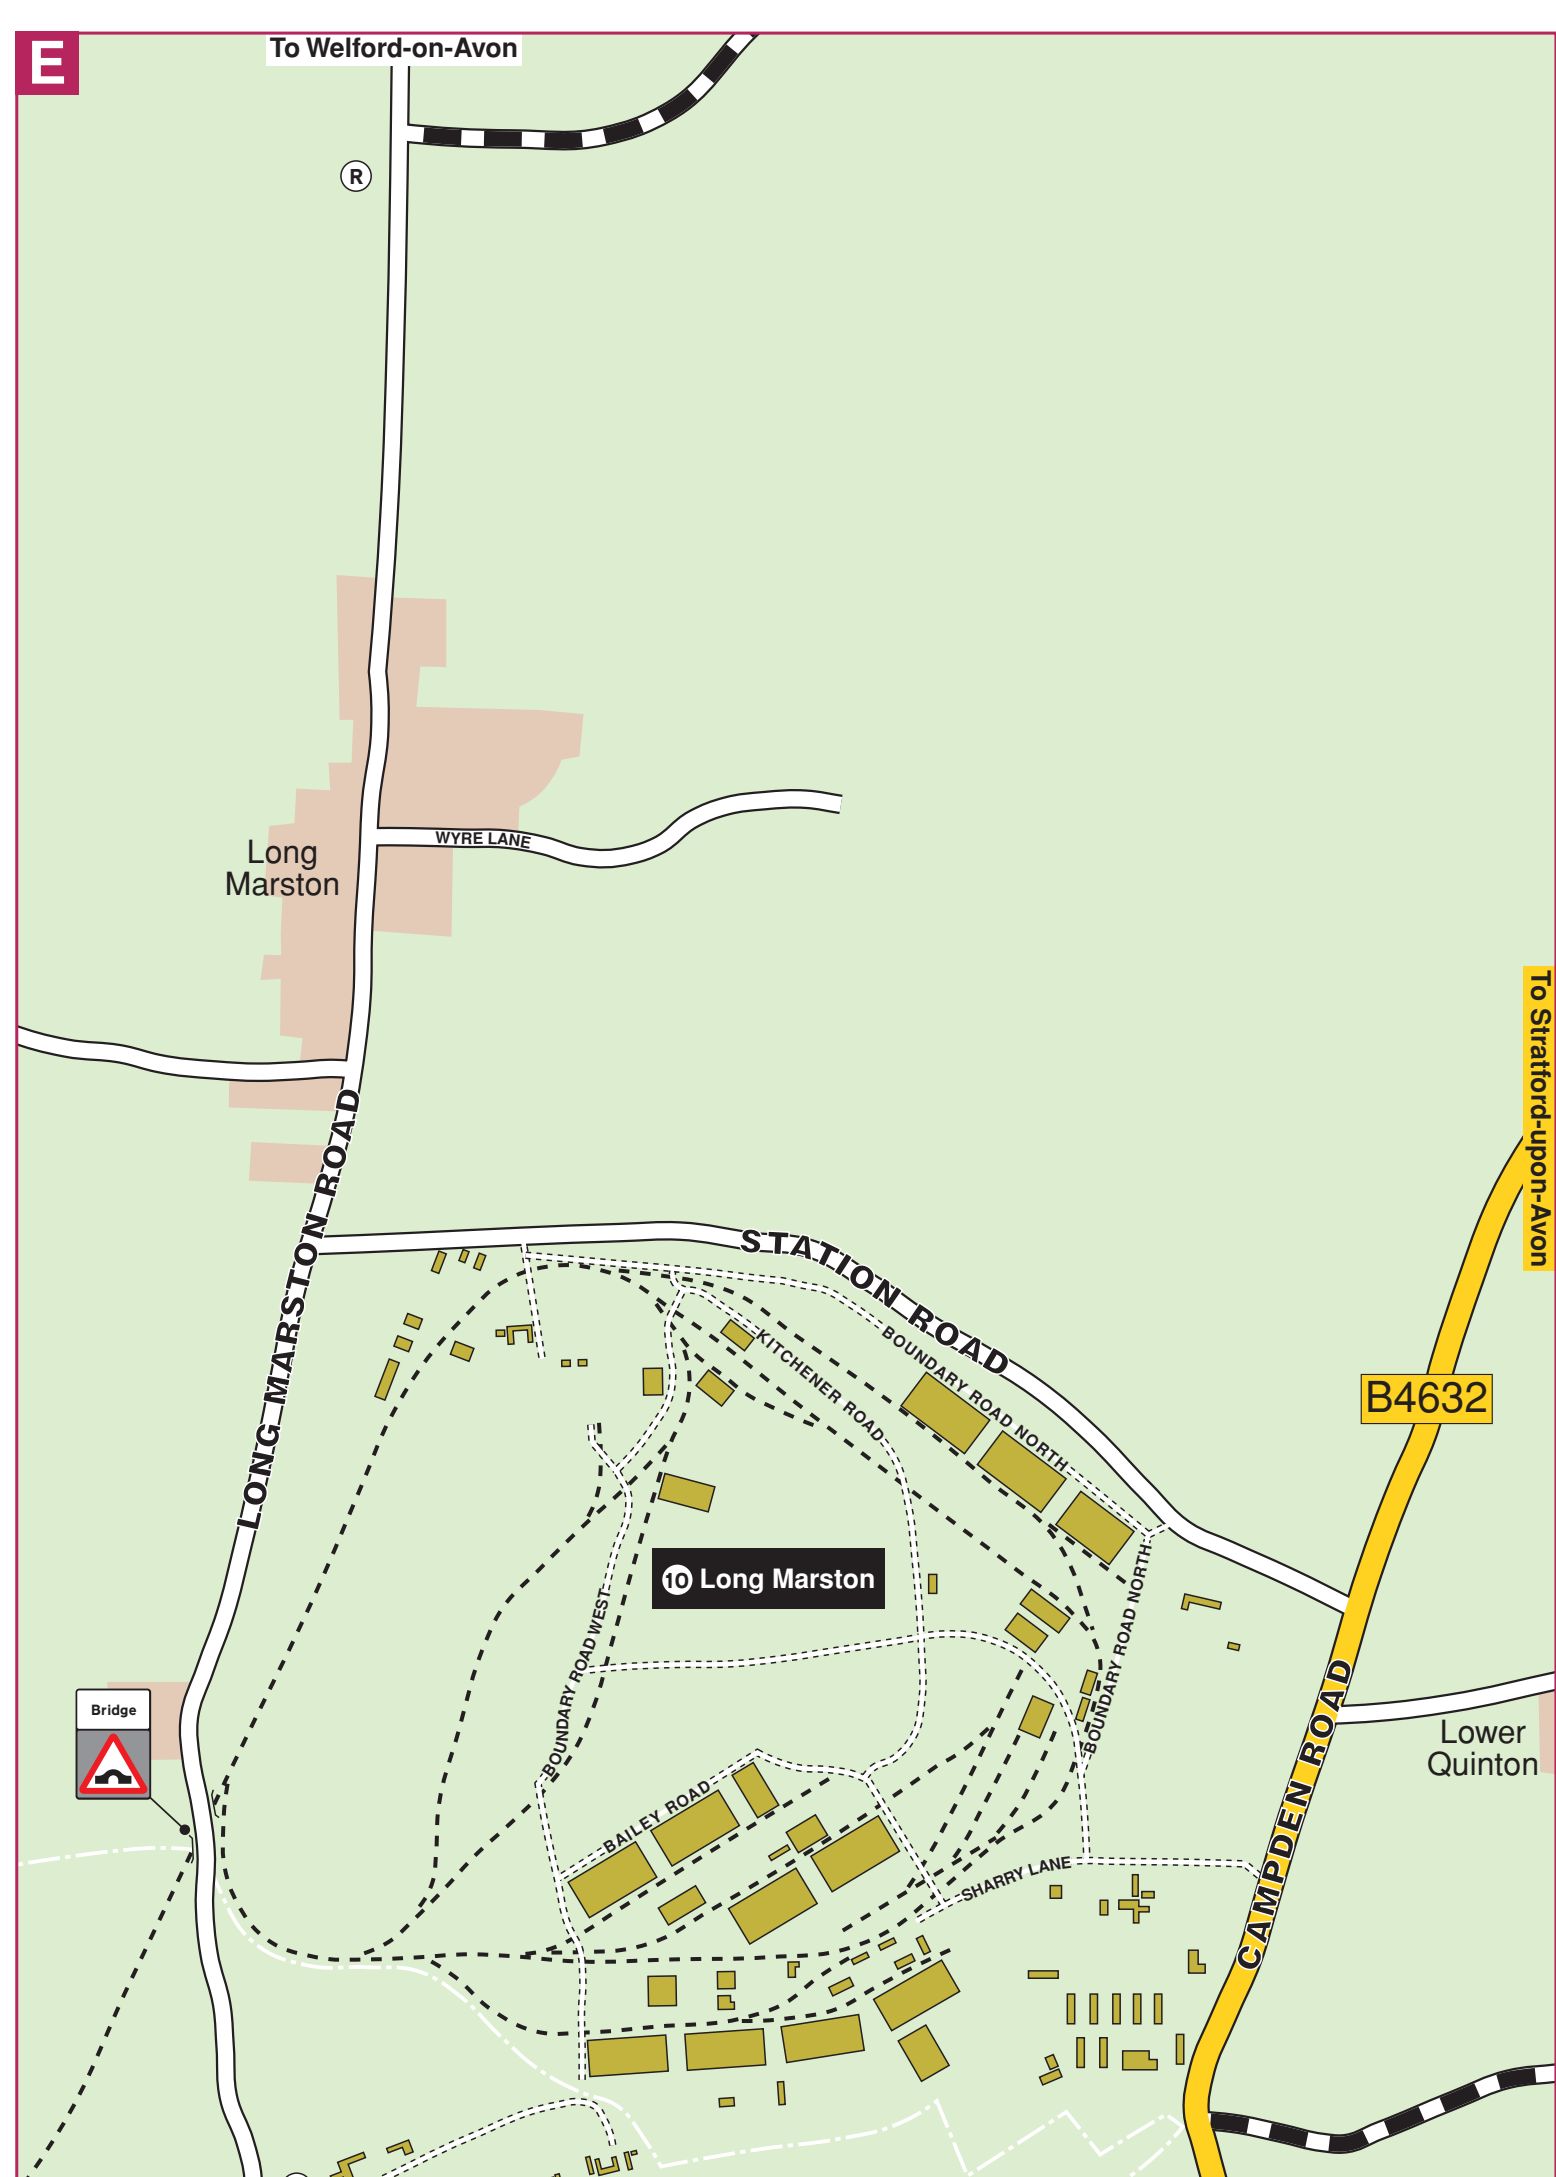 E
To Welford-on-Avon
R
WYRE LANE
Long
Marston
To Stratford-upon-Avon
LONG MARSTON ROAD
STATION ROAD
BOUNDARY ROAD NORTH
KITCHENER ROAD
B4632
10 Long Marston
BOUNDARY ROAD WEST
BOUNDARY ROAD NORTH
CAMPDEN ROAD
Bridge
Lower
Quinton
BAILEY ROAD
SHARRY LANE